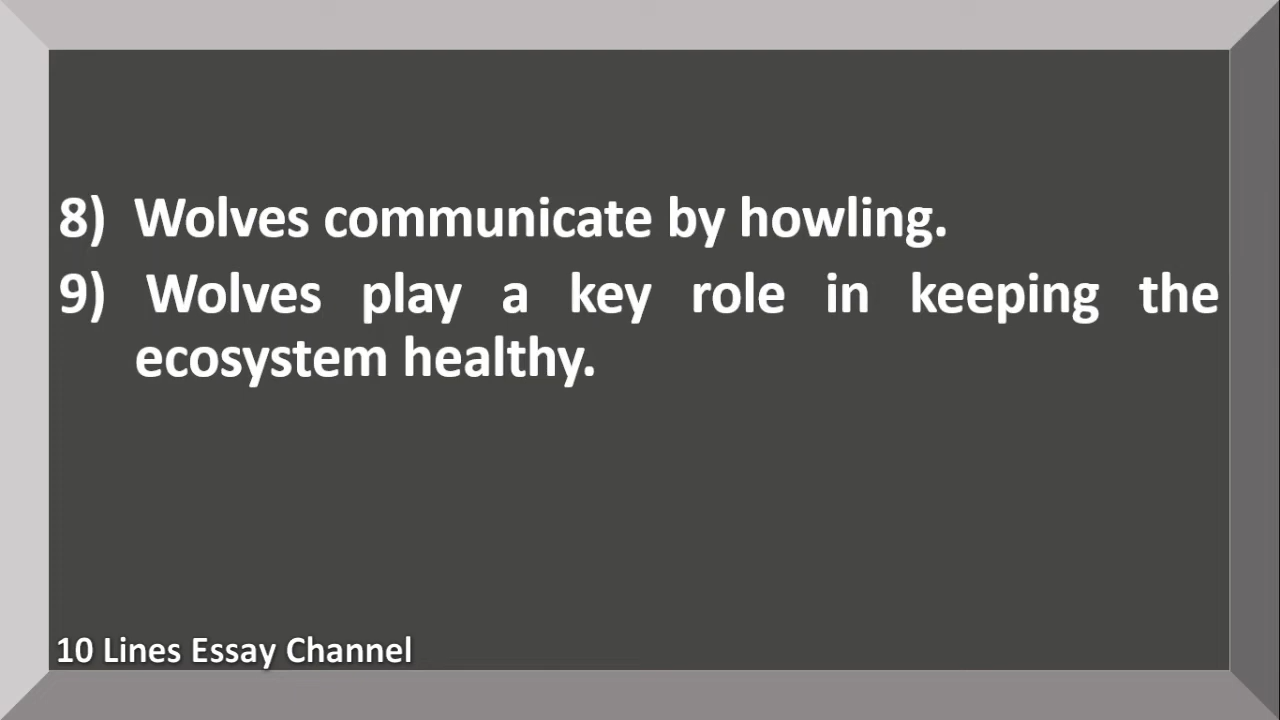 8) Wolves communicate by howling.
9) Wolves play a key role in keeping the
ecosystem healthy.
10 Lines Essay Channel